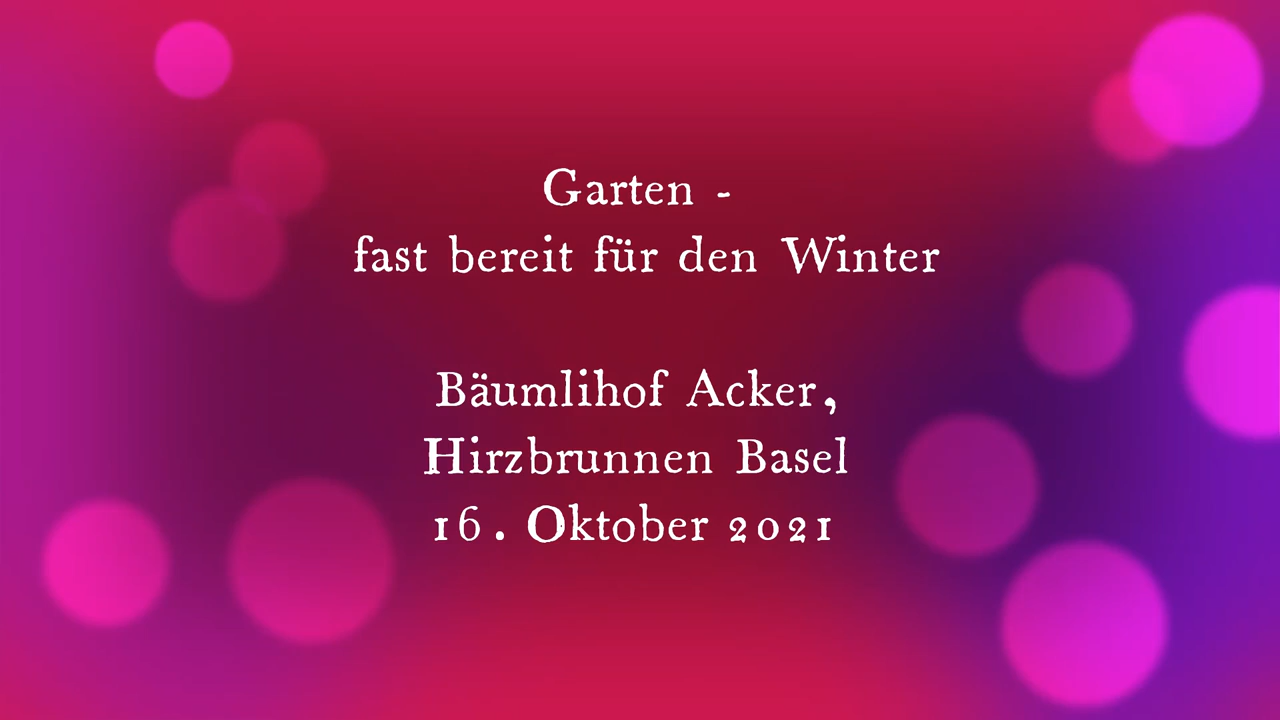 Garten -
fast bereit für den Winter
Bäumlihof Acker,
Hirzbrunnen Basel
16. Oktober 2021